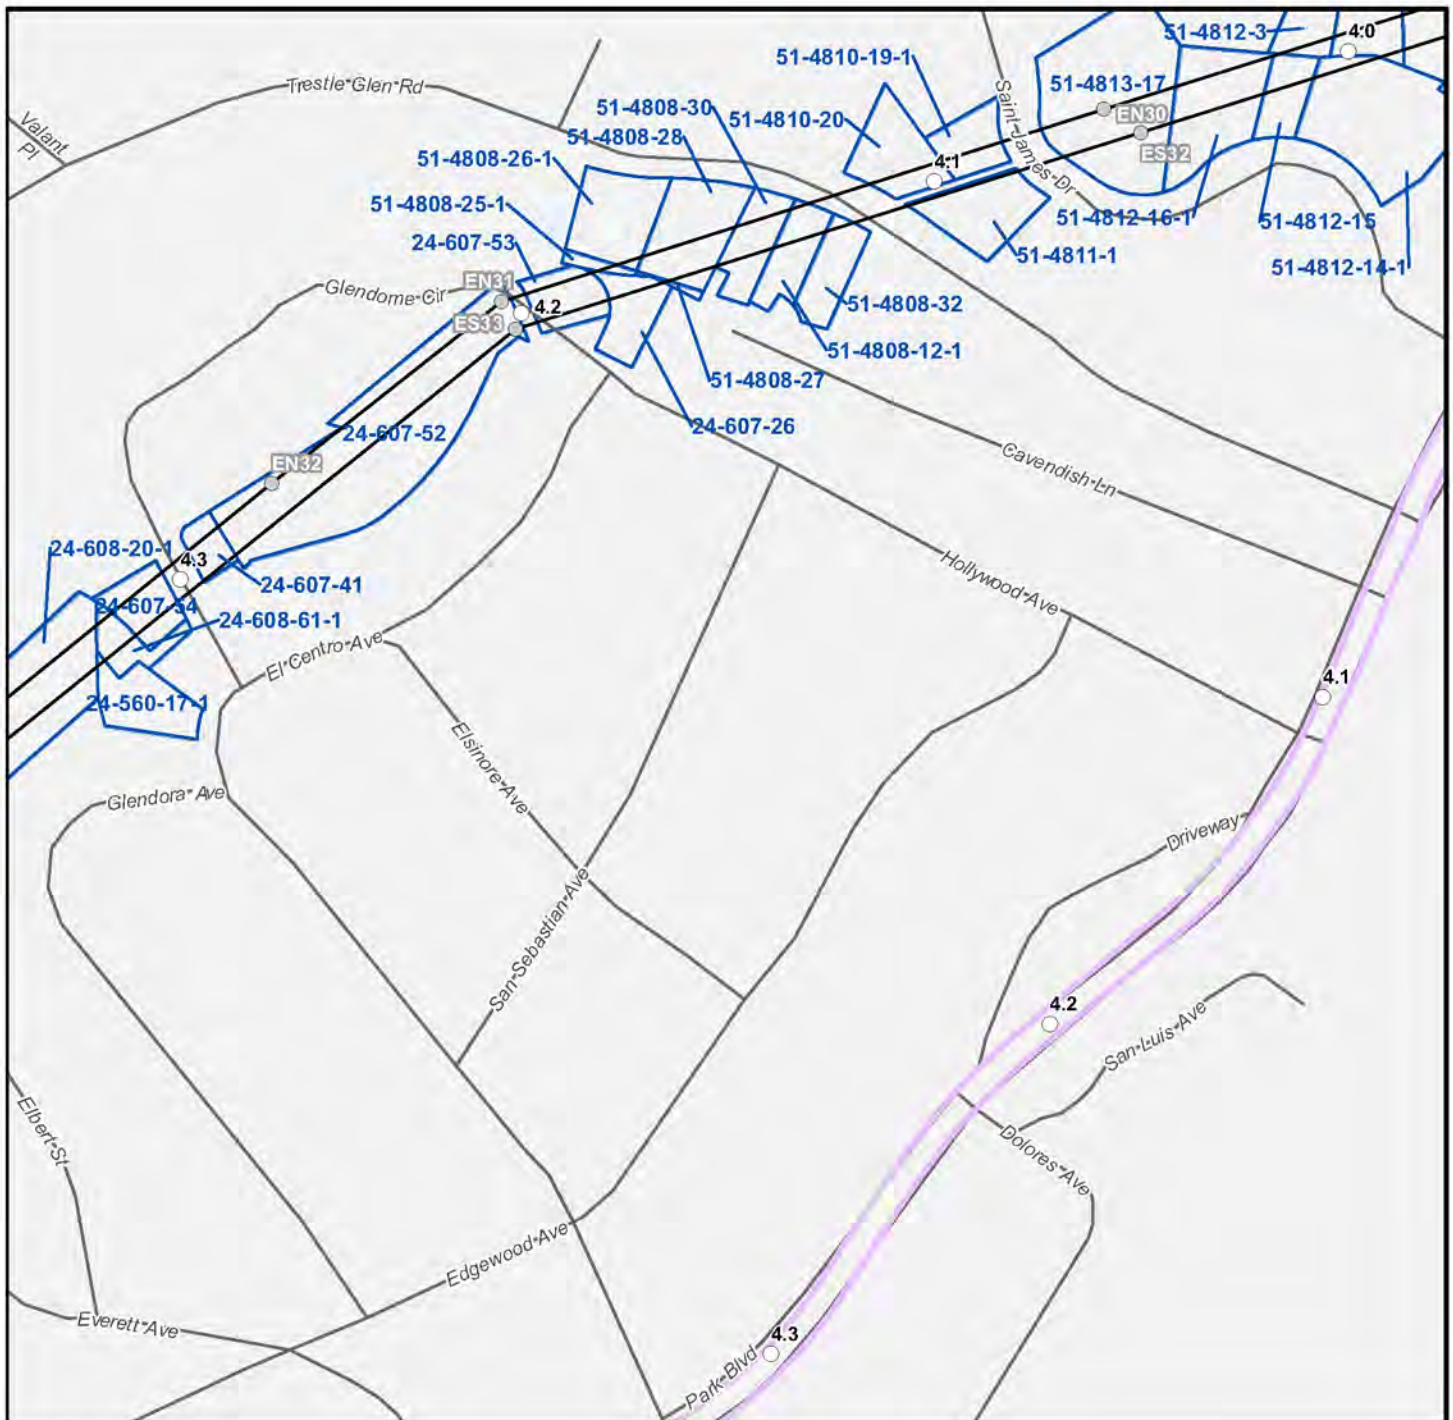 51-4812-3
4.0
51-4810-19-1
Trestle Glen Rd
51-4813-17
51-4808-30
51-4810-20
EN30
51-4808-28
Saint James Dr
ES32
Valant
Pl
51-4808-26-1
4.1
51-4808-25-1
51-4812-16-1
51-4812-15
24-607-53
51-4811-1
51-4812-14-1
EN31
Glendome Cir
4.2
51-4808-32
ES33
51-4808-12-1
51-4808-27
24-607-26
24-607-52
EN32
Cavendish Ln
24-608-20-1
4.3
24-607-41
Hollywood Ave
24-607-54
24-608-61-1
El Centro Ave
4.1
24-560-17-1
Elsinore Ave
Glendora Ave
Driveway
San Sebastian Ave
4.2
San Luis Ave
Elbert St
Dolores Ave
Edgewood Ave
Everett Ave
4.3
Park Blvd